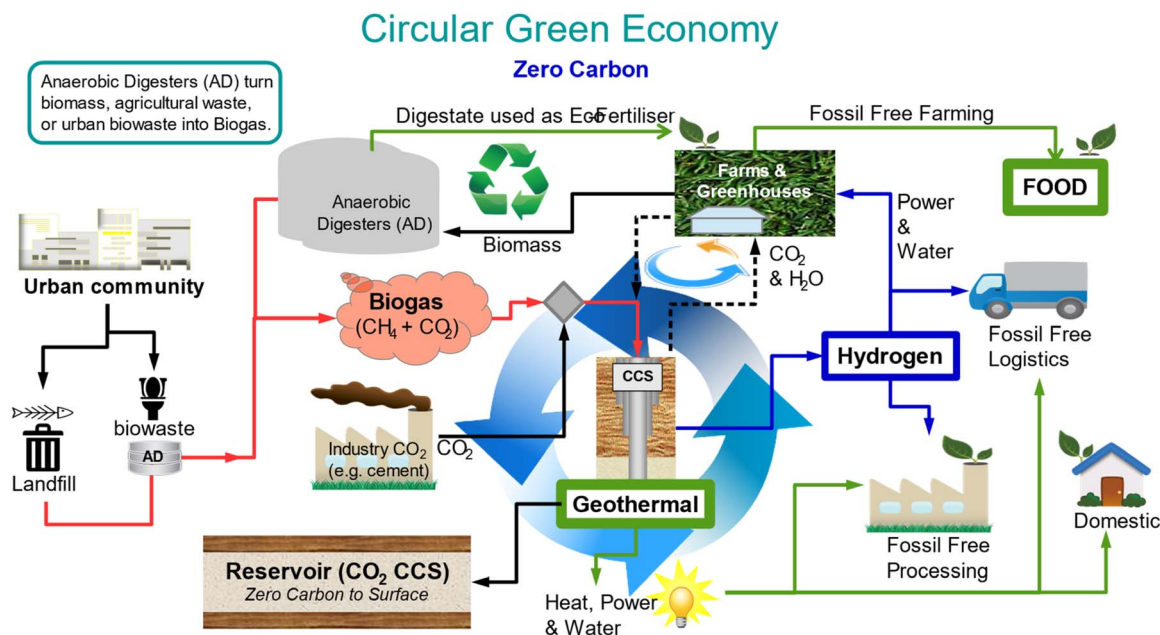 Circular Green Economy
Zero Carbon
Anaerobic Digesters (AD) turn
biomass, agricultural waste,
or urban biowaste into Biogas.
Digestate used as Eco-Fertiliser
Fossil Free Farming
Farms &
Greenhouses
FOOD
Anaerobic
Digesters (AD)
Biomass
Power
&
Water
CO2
& H2O
Urban community
Biogas
(CH4 + CO2)
Fossil Free
Logistics
Hydrogen
CCS
biowaste
AD
Landfill
Industry CO2
(e.g. cement)
CO2
Geothermal
Domestic
Fossil Free
Processing
Reservoir (CO2 CCS)
Zero Carbon to Surface
Heat, Power
& Water